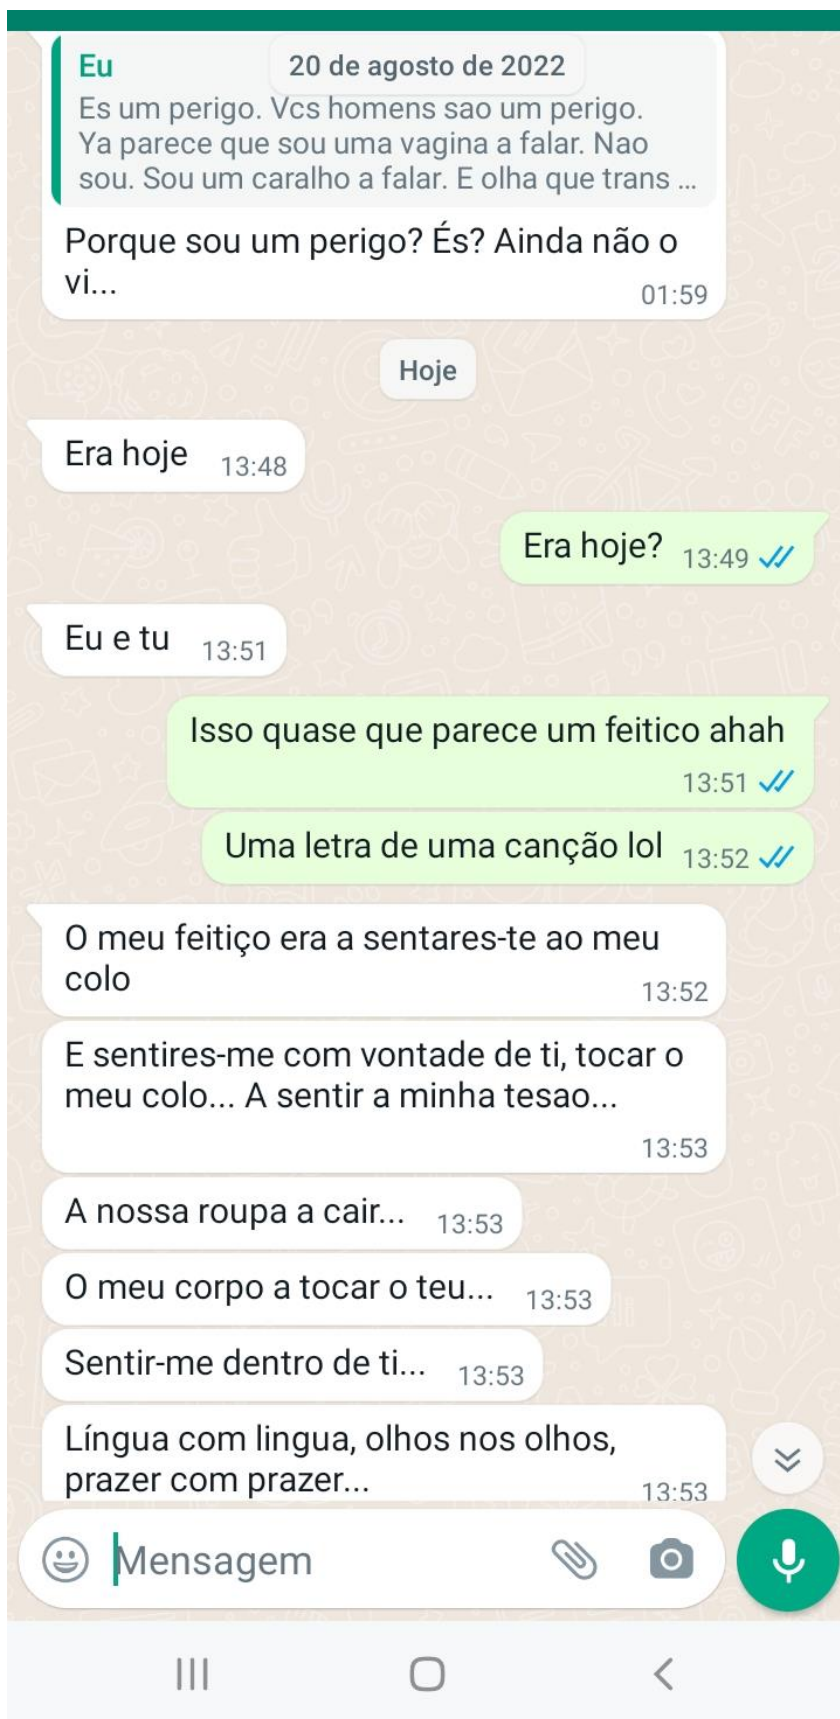 Eu
20 de agosto de 2022
Es um perigo. Vcs homens sao um perigo.
Ya parece que sou uma vagina a falar. Nao
sou. Sou um caralho a falar. E olha que trans ...
Porque sou um perigo? És? Ainda não o
vi...
01:59
Hoje
Era hoje 13:48
Era hoje? 13:49
Eu e tu 13:51
Isso quase que parece um feitico ahah
13:51
Uma letra de uma canção lol 13:52
O meu feitiço era a sentares-te ao meu
colo
13:52
E sentires-me com vontade de ti, tocar o
meu colo... A sentir a minha tesao...
13:53
A nossa roupa a cair... 13:53
O meu corpo a tocar o teu... 13:53
Sentir-me dentro de ti... 13:53
Língua com lingua, olhos nos olhos,
prazer com prazer...
13:53
Mensagem